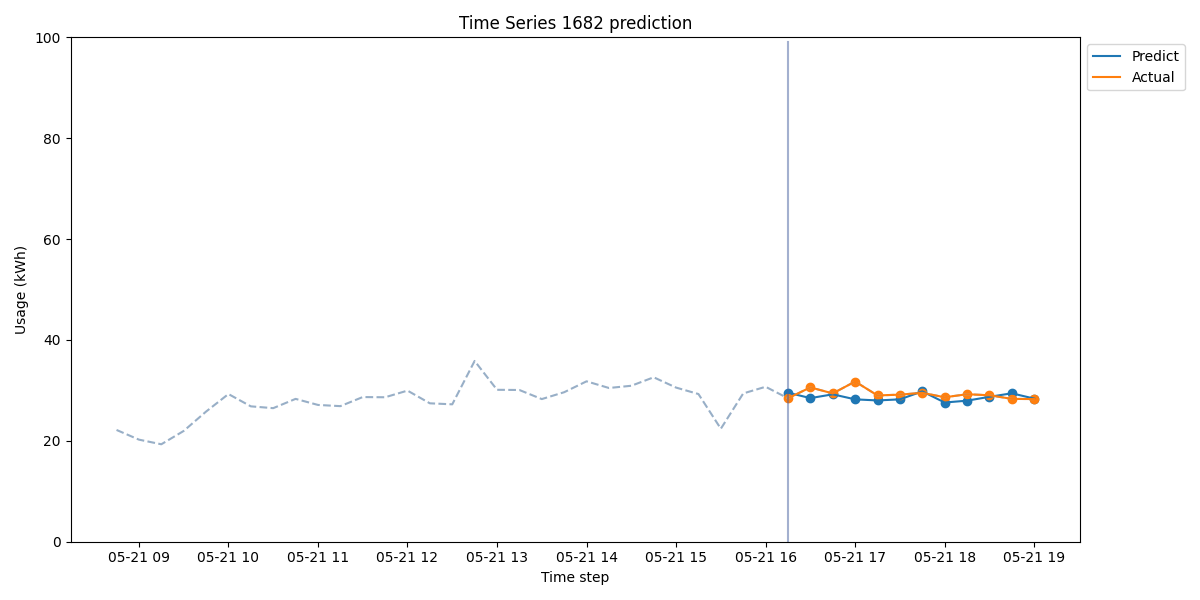 Time Series 1682 prediction
100
80
60
40
20
0
Usage (kWh)
05-21 09 05-21 10 05-21 11 05-21 12 05-21 13 05-21 14 05-21 15 05-21 16 05-21 17 05-21 18 05-21 19
Time step
Predict
Actual